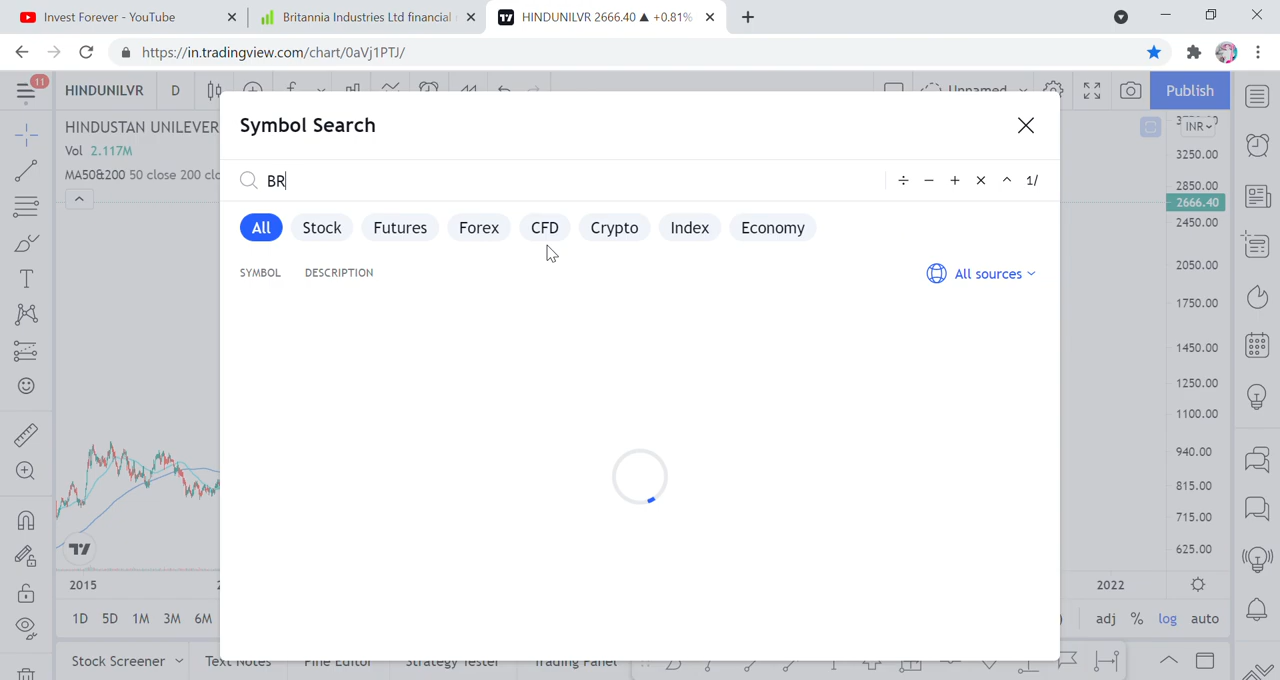 Invest Forever - YouTube
Britannia Industries Ltd financial
HINDUNILVR 2666.40 ▲ +0.81%
https://in.tradingview.com/chart/0aVj1PTJ/
11
HINDUNILVR
D
Unnamed
Publish
HINDUSTAN UNILEVER
Vol 2.117M
MA50&200 50 close 200 clo
Symbol Search
BR
÷ − + × ^ 1/
All Stock Futures Forex CFD Crypto Index Economy
SYMBOL DESCRIPTION
All sources
INR
3250.00
2850.00
2666.40
2450.00
2050.00
1750.00
1450.00
1250.00
1100.00
940.00
815.00
715.00
625.00
2015
2022
1D 5D 1M 3M 6M
adj % log auto
Stock Screener Text Notes Pine Editor Strategy Tester Trading Panel